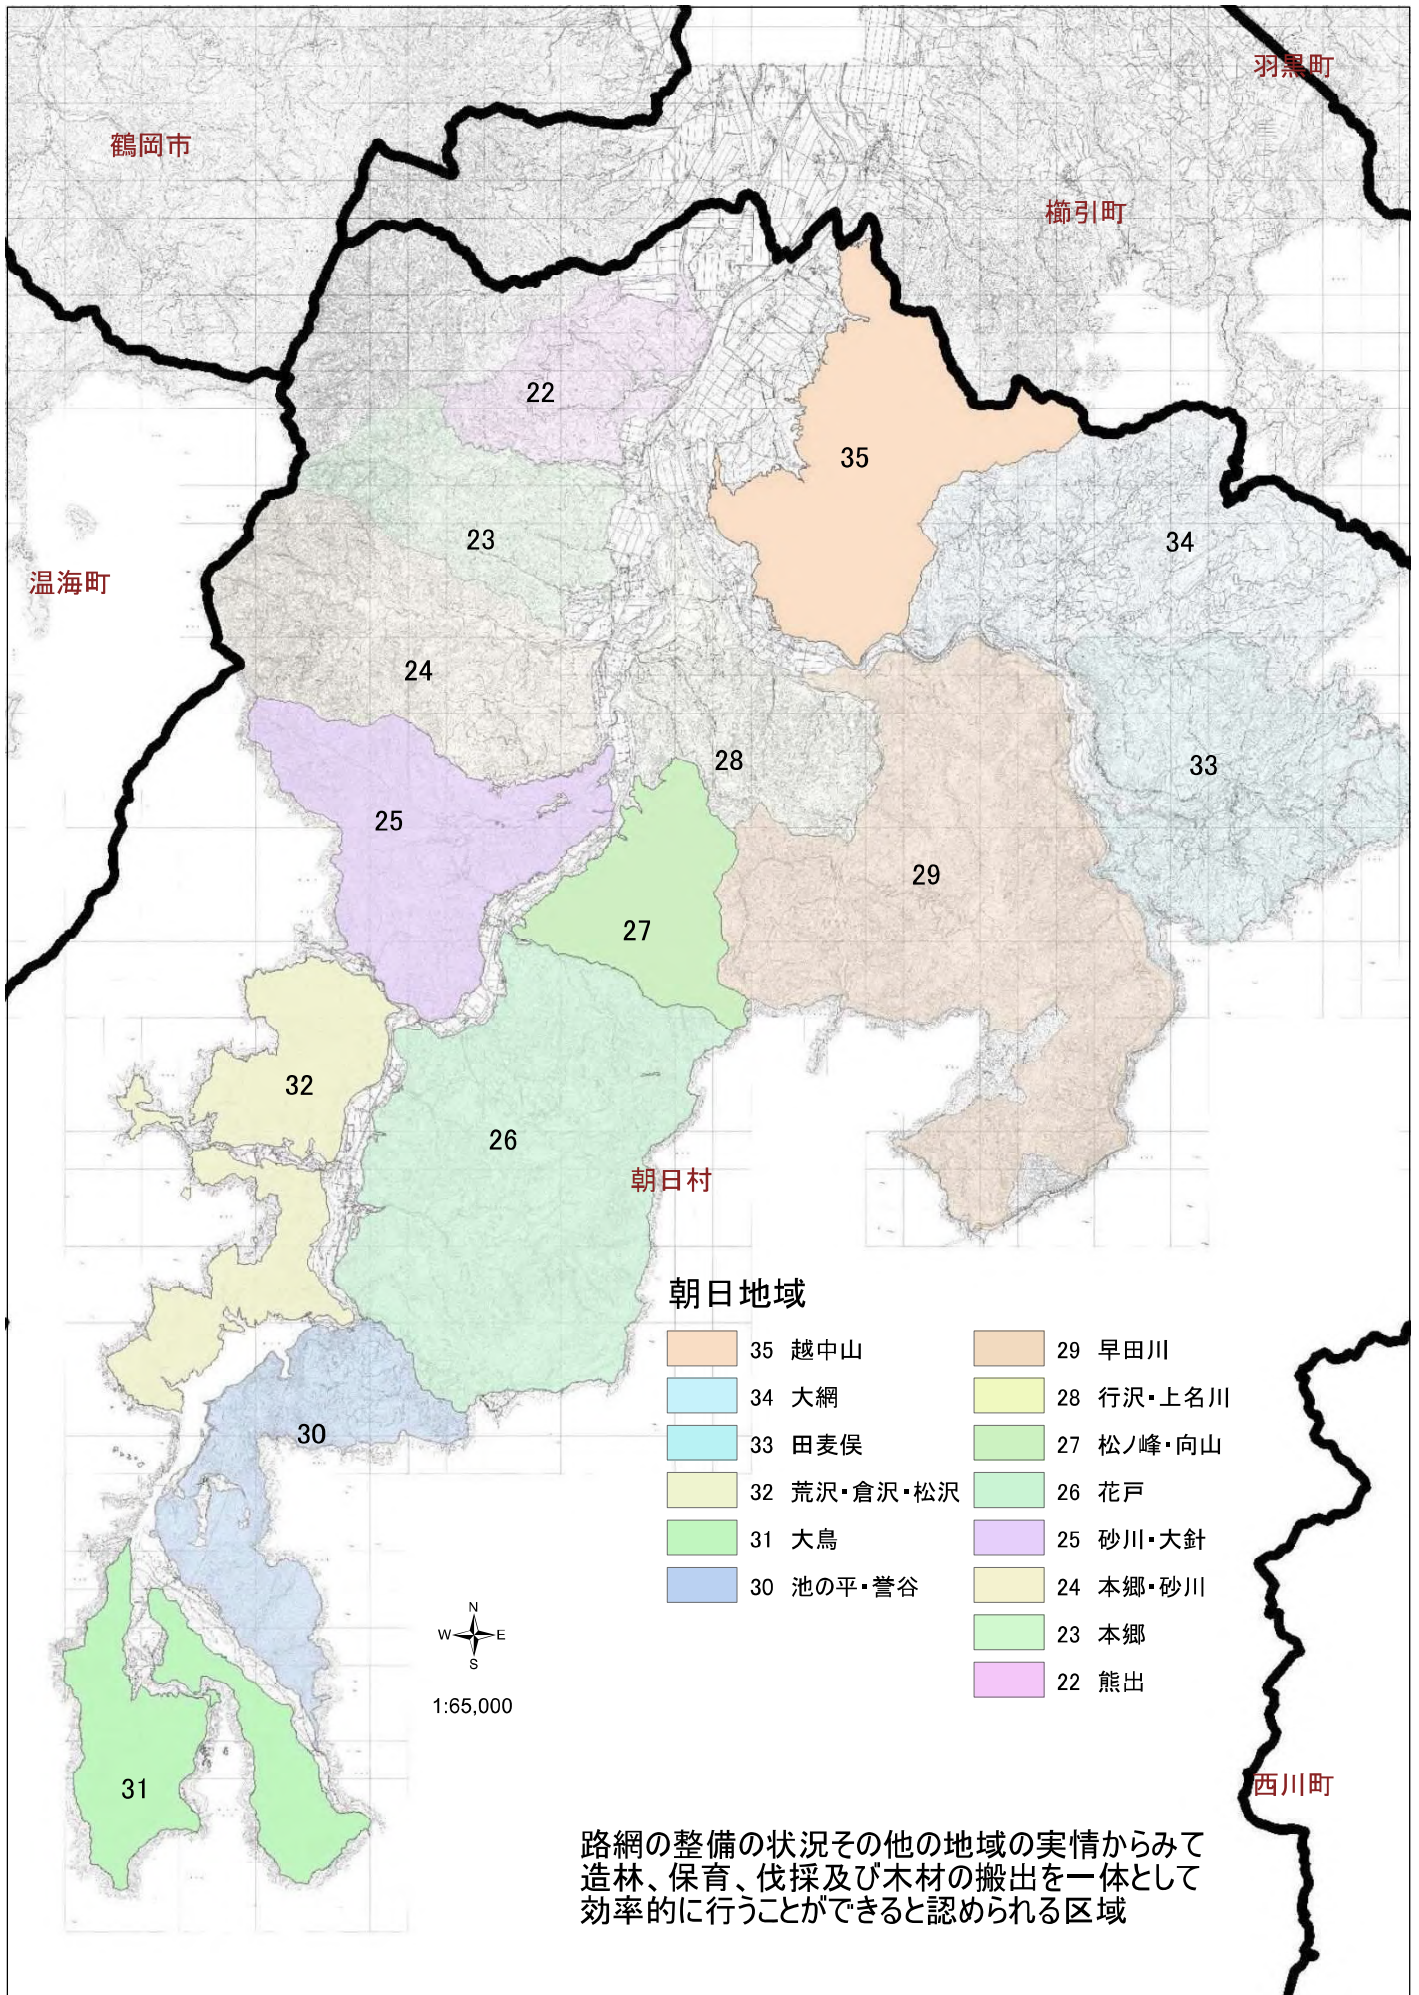 羽黒町
鶴岡市
櫛引町
22
35
23
34
温海町
24
28
33
25
29
27
32
26
朝日村
30
31
朝日地域
35 越中山
34 大網
33 田麦俣
32 荒沢・倉沢・松沢
31 大鳥
30 池の平・誉谷
29 早田川
28 行沢・上名川
27 松ノ峰・向山
26 花戸
25 砂川・大針
24 本郷・砂川
23 本郷
22 熊出
N
W E
S
1:65,000
西川町
路網の整備の状況その他の地域の実情からみて
造林、保育、伐採及び木材の搬出を一体として
効率的に行うことができると認められる区域